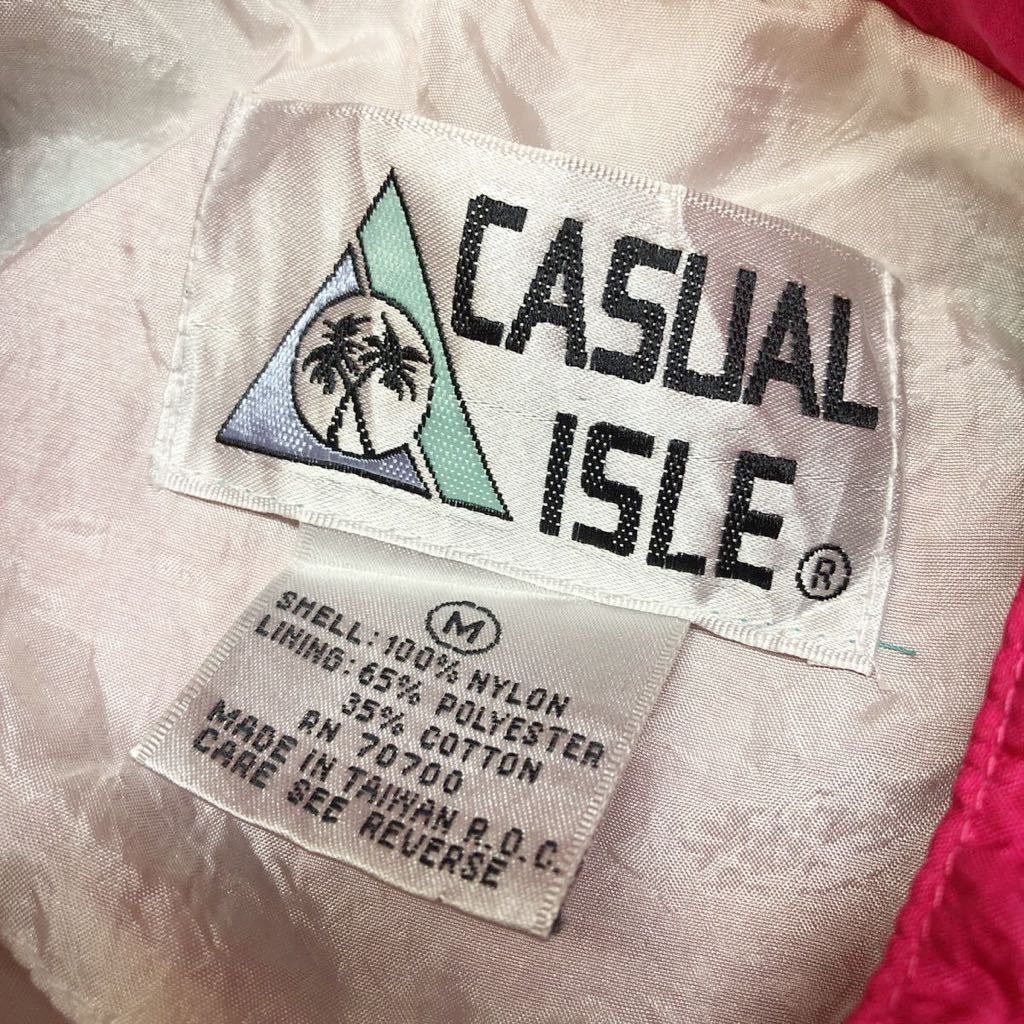 CASUAL
ISLE®
M
SHELL: 100% NYLON
LINING: 65% POLYESTER
35% COTTON
RN 70700
MADE IN TAIWAN R.O.C.
CARE SEE REVERSE